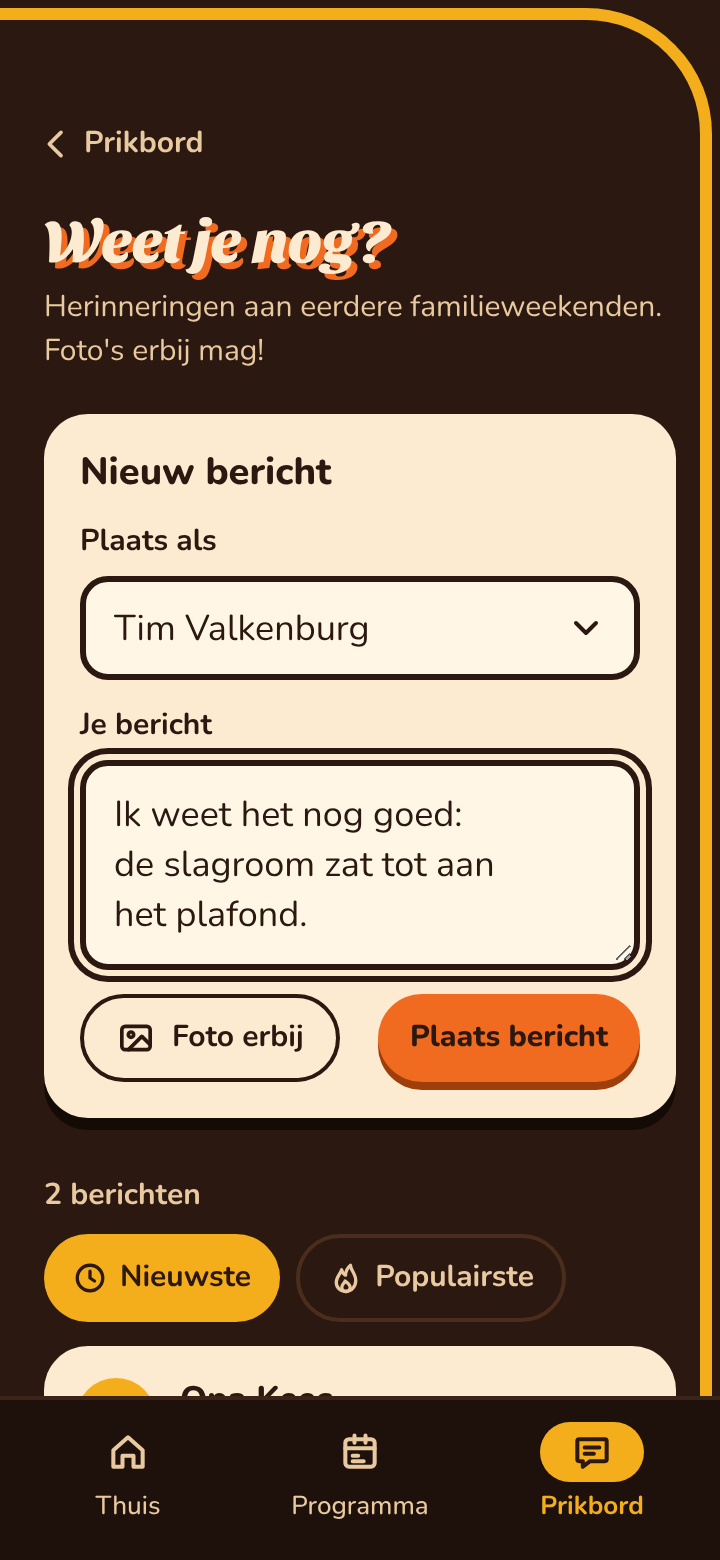 Prikbord
Weet je nog?
Herinneringen aan eerdere familieweekenden.
Foto's erbij mag!
Nieuw bericht
Plaats als
Tim Valkenburg
Je bericht
Ik weet het nog goed:
de slagroom zat tot aan
het plafond.
Foto erbij
Plaats bericht
2 berichten
Nieuwste
Populairste
Opa Kees
Thuis
Programma
Prikbord